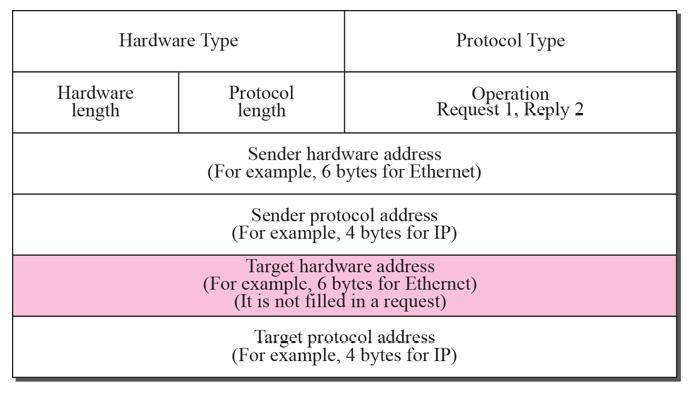 Hardware Type
Protocol Type
Hardware
length
Protocol
length
Operation
Request 1, Reply 2
Sender hardware address
(For example, 6 bytes for Ethernet)
Sender protocol address
(For example, 4 bytes for IP)
Target hardware address
(For example, 6 bytes for Ethernet)
(It is not filled in a request)
Target protocol address
(For example, 4 bytes for IP)